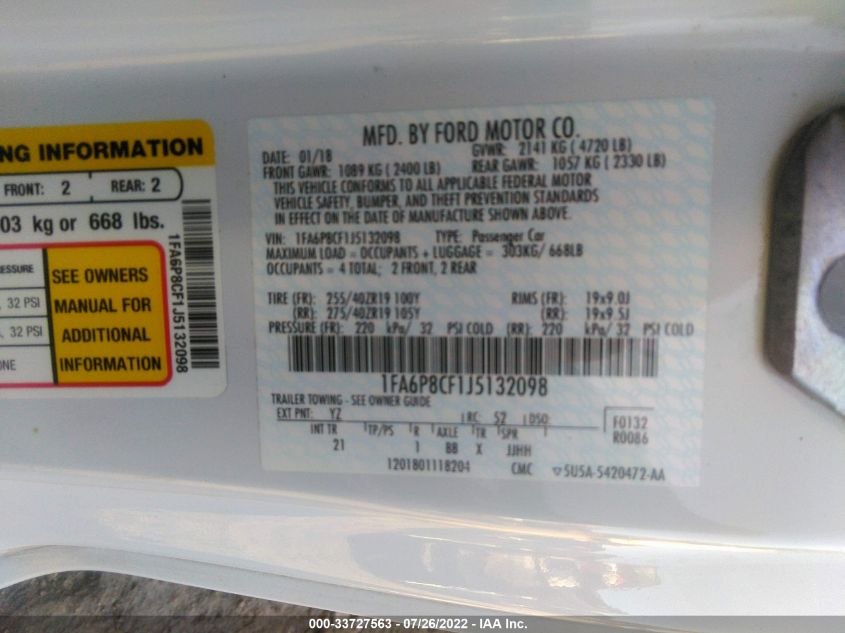 NG INFORMATION
FRONT: 2 REAR: 2
03 kg or 668 lbs.
ESSURE
32 PSI
32 PSI
ONE
SEE OWNERS
MANUAL FOR
ADDITIONAL
INFORMATION
1FA6P8CF1J5132098
MFD. BY FORD MOTOR CO.
DATE: 01/18 GVWR: 2141 KG ( 4720 LB)
FRONT GAWR: 1089 KG ( 2400 LB) REAR GAWR: 1057 KG ( 2330 LB)
THIS VEHICLE CONFORMS TO ALL APPLICABLE FEDERAL MOTOR
VEHICLE SAFETY, BUMPER, AND THEFT PREVENTION STANDARDS
IN EFFECT ON THE DATE OF MANUFACTURE SHOWN ABOVE.
VIN: 1FA6P8CF1J5132098 TYPE: Passenger Car
MAXIMUM LOAD = OCCUPANTS + LUGGAGE = 303KG/ 668LB
OCCUPANTS = 4 TOTAL; 2 FRONT, 2 REAR
TIRE (FR): 255/40ZR19 100Y RIMS (FR): 19x9.0J
(RR): 275/40ZR19 105Y (RR): 19x9.5J
PRESSURE (FR): 220 kPa/ 32 PSI COLD (RR): 220 kPa/ 32 PSI COLD
1FA6P8CF1J5132098
TRAILER TOWING - SEE OWNER GUIDE
EXT PNT: YZ RC: 52 DSO:
INT TR TP/PS R AXLE TR SPR
21 1 BB X JJHH
F0132
R0086
1201801118204 CMC SU5A-5420472-AA
000-33727563 - 07/26/2022 - IAA Inc.